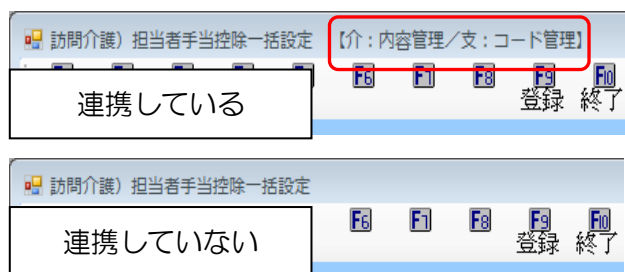 訪問介護）担当者手当控除一括設定 【介：内容管理／支：コード管理】
連携している
F6 F7 F8 F9 F10
登録 終了
訪問介護）担当者手当控除一括設定
連携していない
F6 F7 F8 F9 F10
登録 終了